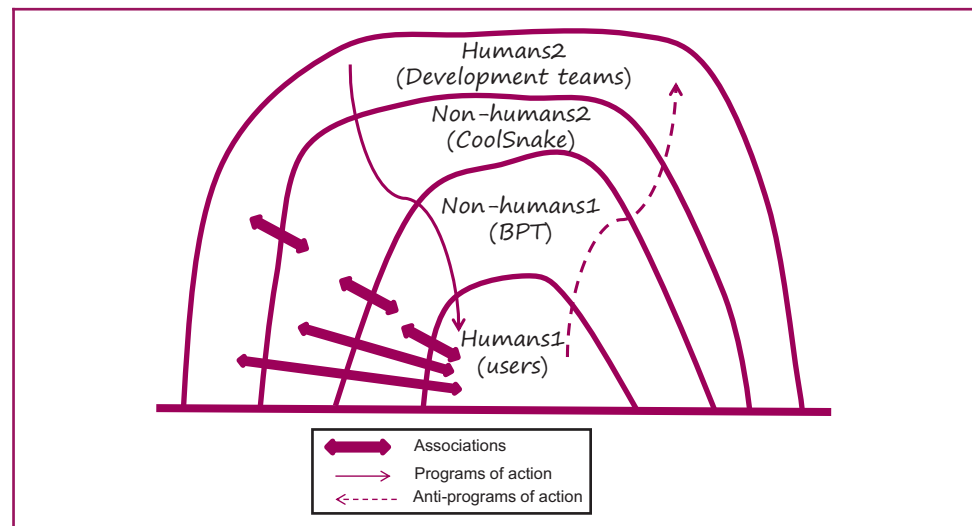 Humans2
(Development teams)
Non-humans2
(CoolSnake)
Non-humans1
(BPT)
Humans1
(users)
Associations
Programs of action
Anti-programs of action